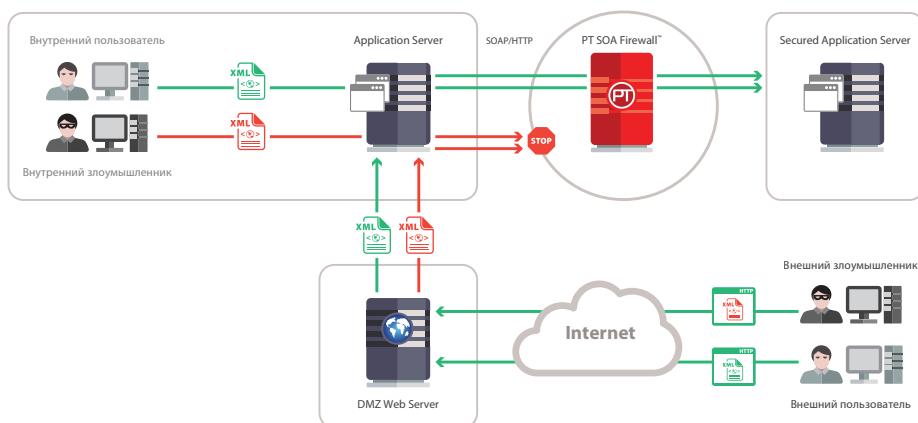 Внутренний пользователь
Application Server
SOAP/HTTP
PT SOA Firewall™
Secured Application Server
XML
XML
PT
STOP
Внутренний злоумышленник
XML
XML
Внешний злоумышленник
HTTP
Internet
HTTP
DMZ Web Server
Внешний пользователь